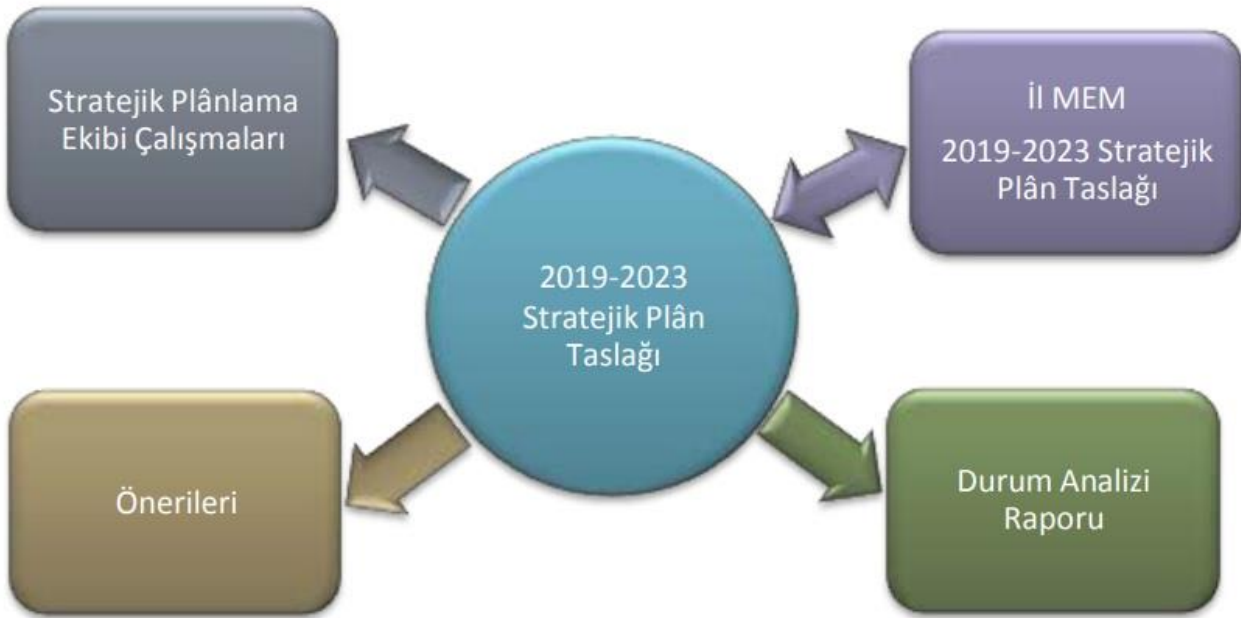 Stratejik Plânlama
Ekibi Çalışmaları
İl MEM
2019-2023 Stratejik
Plân Taslağı
2019-2023
Stratejik Plân
Taslağı
Önerileri
Durum Analizi
Raporu